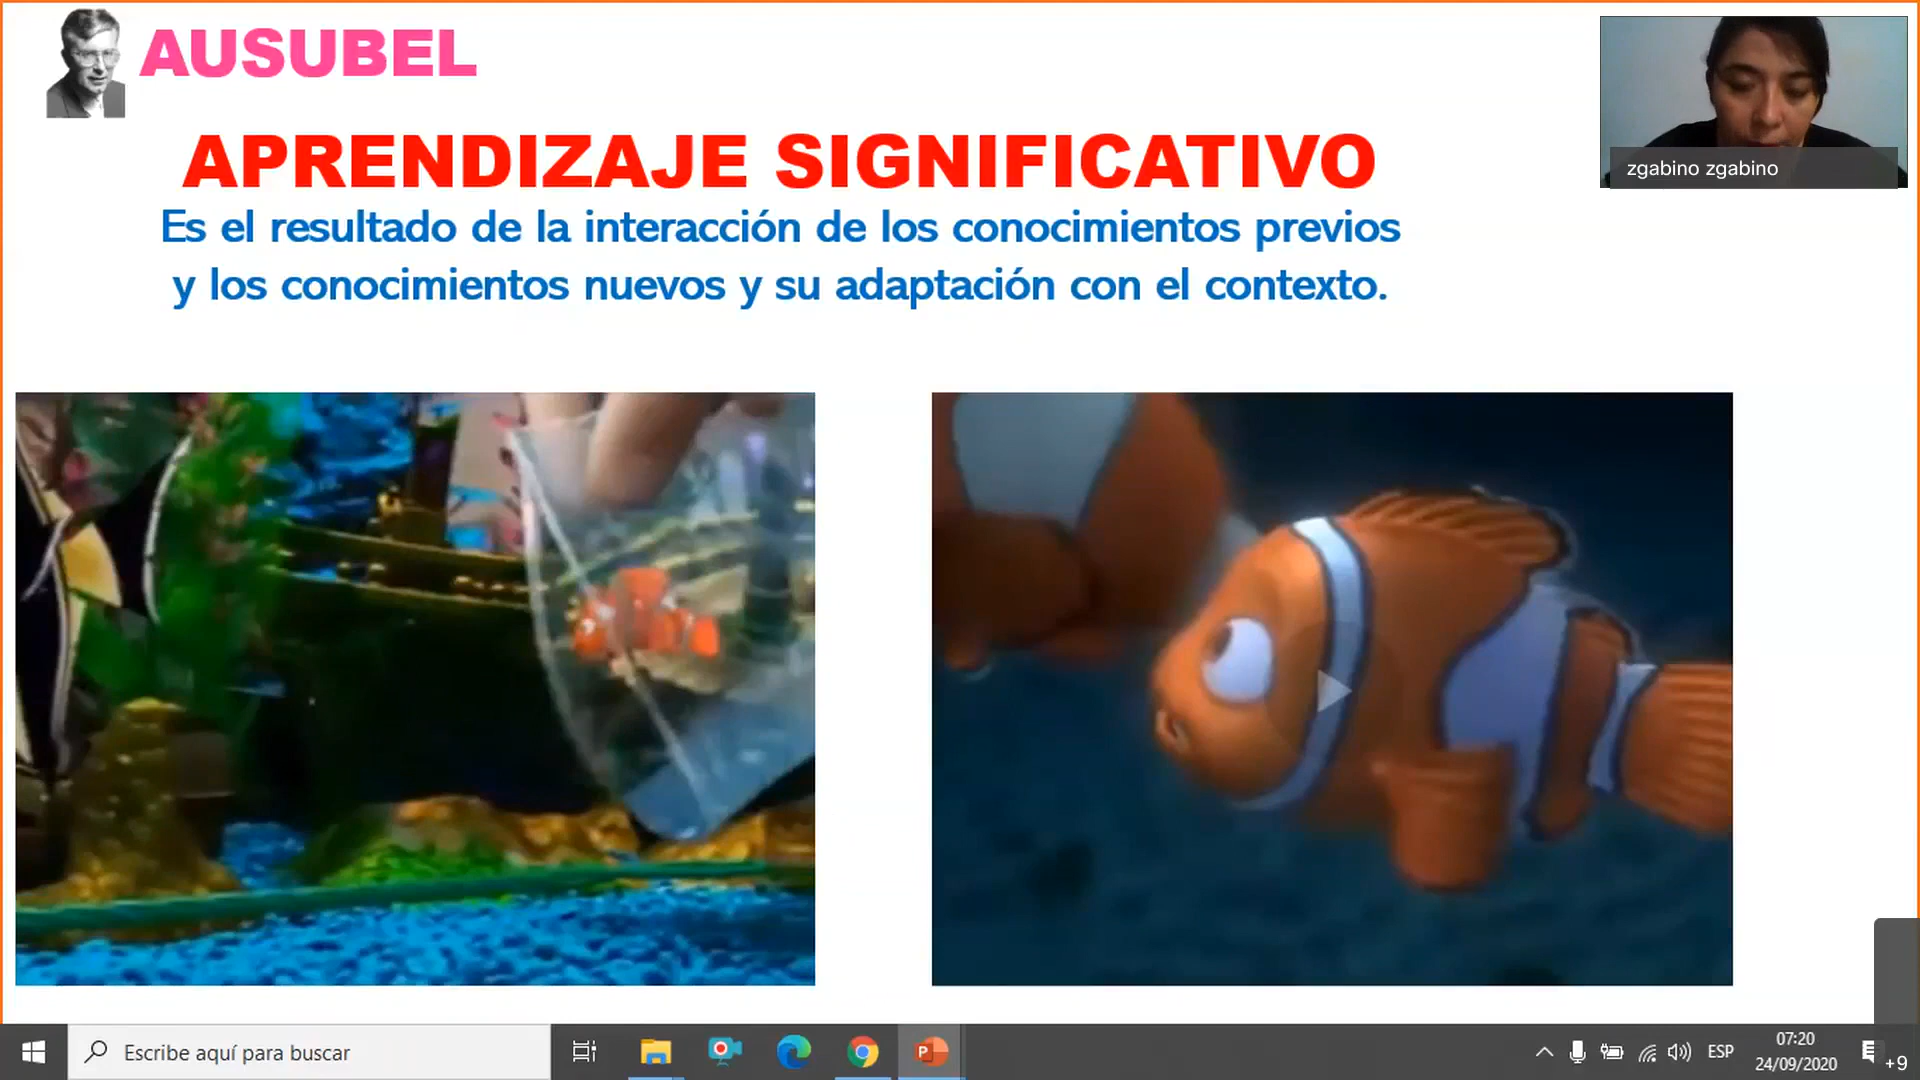 AUSUBEL
APRENDIZAJE SIGNIFICATIVO
Es el resultado de la interacción de los conocimientos previos
y los conocimientos nuevos y su adaptación con el contexto.
zgabino zgabino
Escribe aquí para buscar
P
ESP
07:20
24/09/2020
+9